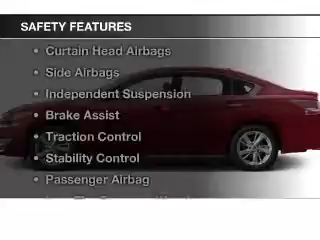 SAFETY FEATURES
• Curtain Head Airbags
• Side Airbags
• Independent Suspension
• Brake Assist
• Traction Control
• Stability Control
• Passenger Airbag